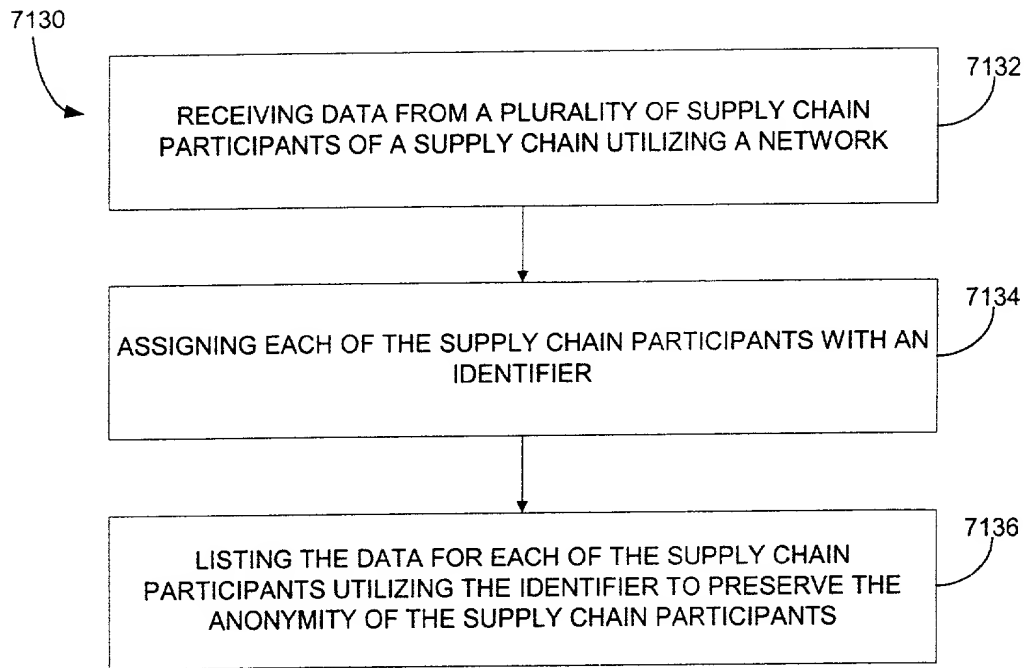 7130
7132
RECEIVING DATA FROM A PLURALITY OF SUPPLY CHAIN
PARTICIPANTS OF A SUPPLY CHAIN UTILIZING A NETWORK
7134
ASSIGNING EACH OF THE SUPPLY CHAIN PARTICIPANTS WITH AN
IDENTIFIER
7136
LISTING THE DATA FOR EACH OF THE SUPPLY CHAIN
PARTICIPANTS UTILIZING THE IDENTIFIER TO PRESERVE THE
ANONYMITY OF THE SUPPLY CHAIN PARTICIPANTS.